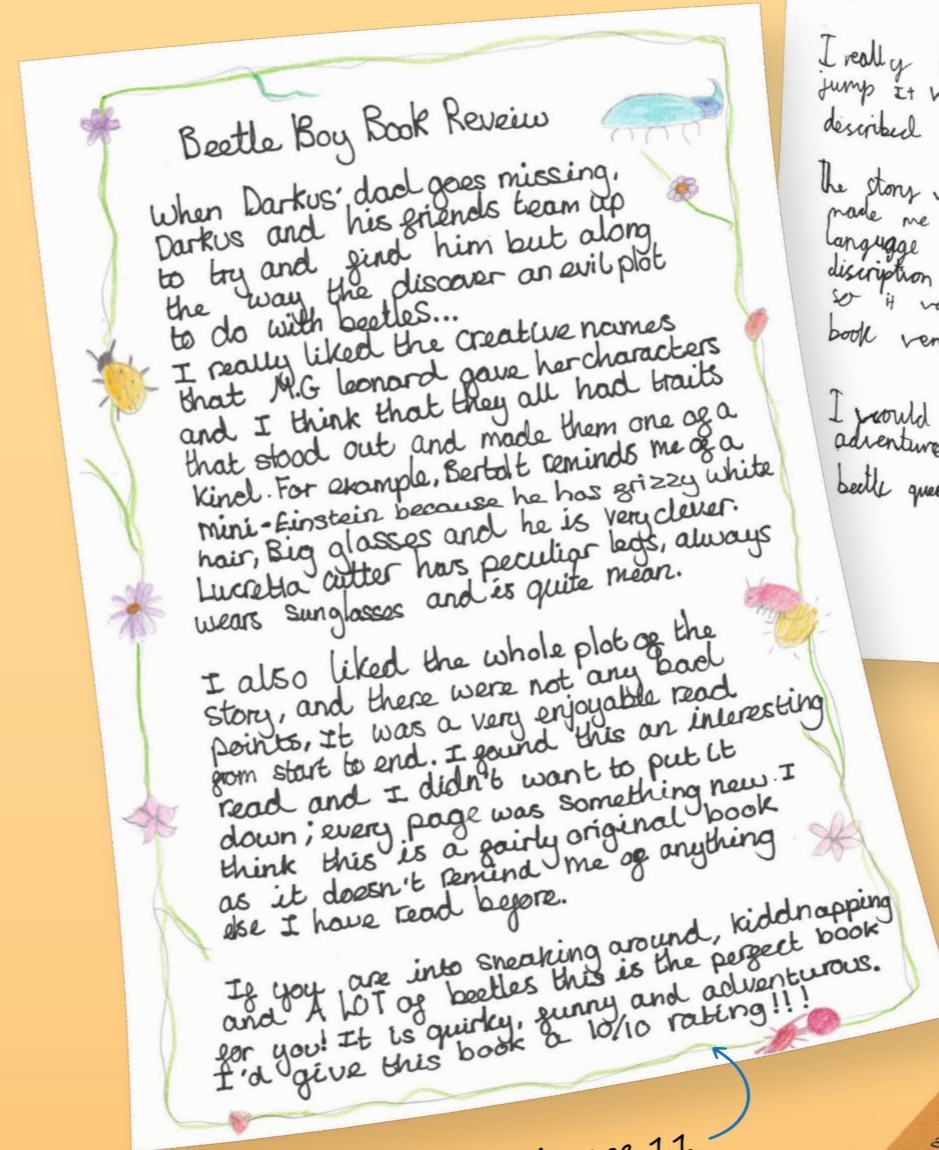 Beetle Boy Book Reveiw
When Darkus' dad goes missing,
Darkus and his friends team up
to try and find him but along
the way the discover an evil plot
to do with beetles...
I really liked the creative names
that M.G leonard gave her characters
and I think that they all had traits
that stood out and made them one of a
kind. For example, Bertolt reminds me of a
mini-Einstein because he has frizzy white
hair, Big glasses and he is very clever.
Lucretia cutter has peculiar legs, always
wears sunglasses and is quite mean.
I also liked the whole plot of the
story, and there were not any bad
points, It was a very enjoyable read
from start to end. I found this an interesting
read and I didn't want to put it
down; every page was something new. I
think this is a fairly original book
as it doesn't remind me of anything
else I have read before.
If you are into sneaking around, kiddnapping
and A LOT of beetles this is the perfect book
for you! It is quirky, funny and adventurous.
I'd give this book a 10/10 rating!!!
I really
jump It
described
the story
made me
language
discription
so it
book
I would
adventure
beetle
11